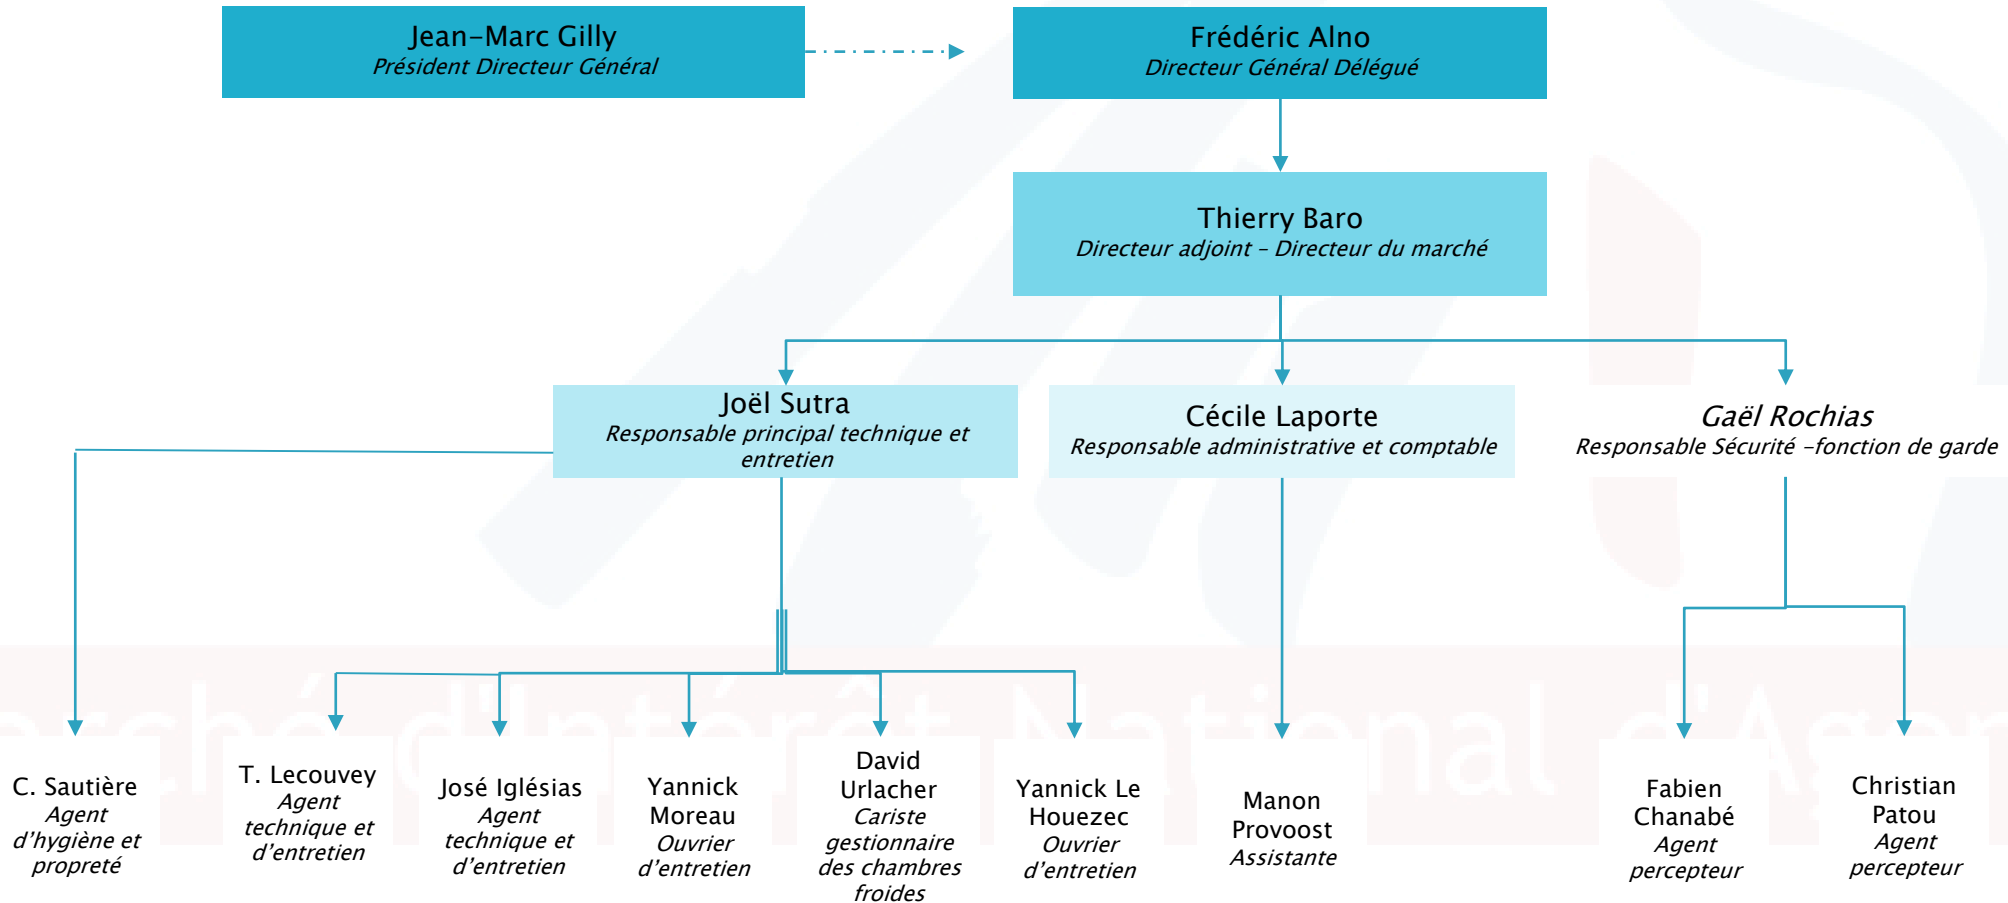 Jean-Marc Gilly
Président Directeur Général
Frédéric Alno
Directeur Général Délégué
Thierry Baro
Directeur adjoint – Directeur du marché
Joël Sutra
Responsable principal technique et
entretien
Cécile Laporte
Responsable administrative et comptable
Gaël Rochias
Responsable Sécurité –fonction de garde
C. Sautière
Agent
d’hygiène et
propreté
T. Lecouvey
Agent
technique et
d’entretien
José Iglésias
Agent
technique et
d’entretien
Yannick
Moreau
Ouvrier
d’entretien
David
Urlacher
Cariste
gestionnaire
des chambres
froides
Yannick Le
Houezec
Ouvrier
d’entretien
Manon
Provoost
Assistante
Fabien
Chanabé
Agent
percepteur
Christian
Patou
Agent
percepteur
d'Intérêt National